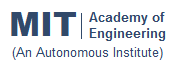 MIT Academy of
Engineering
(An Autonomous Institute)